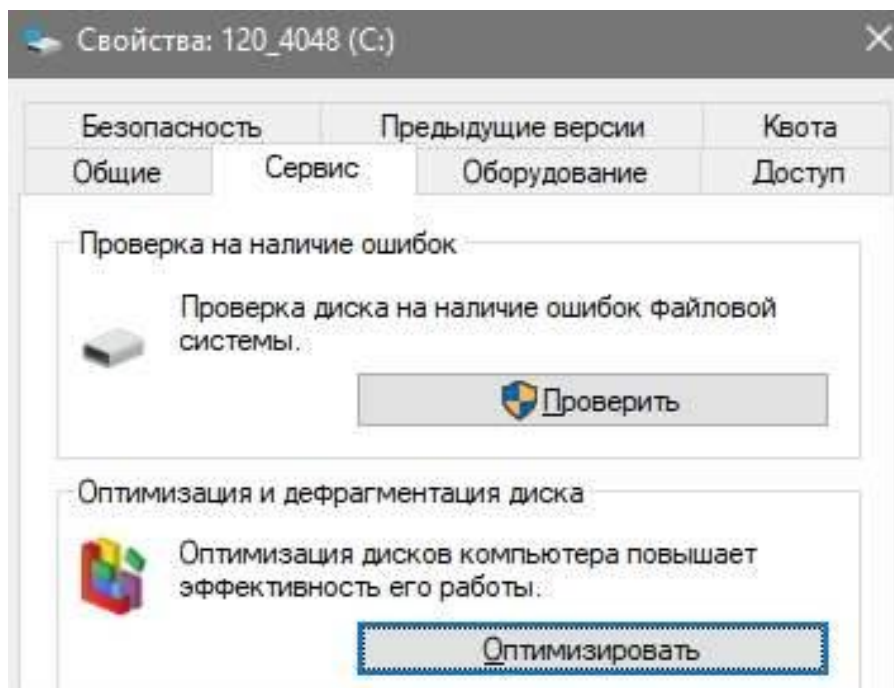 Свойства: 120_4048 (C:)
Безопасность Предыдущие версии Квота
Общие Сервис Оборудование Доступ
Проверка на наличие ошибок
Проверка диска на наличие ошибок файловой
системы.
Проверить
Оптимизация и дефрагментация диска
Оптимизация дисков компьютера повышает
эффективность его работы.
Оптимизировать